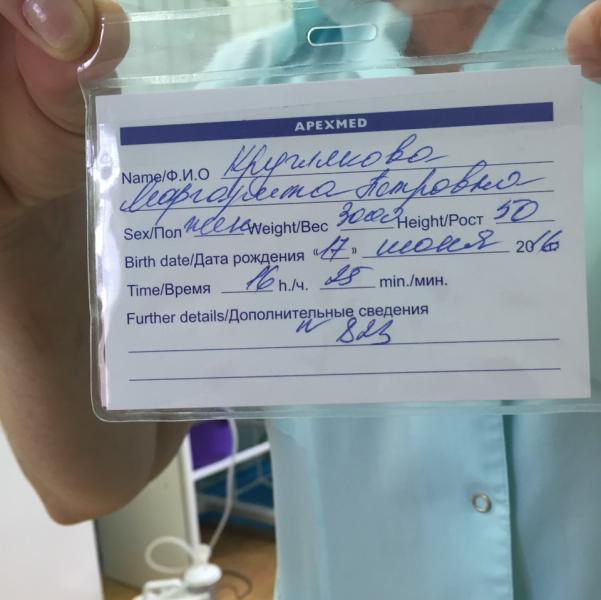 APEXMED
Name/Ф.И.О Круглякова
Маргарита Петровна
Sex/Пол жен Weight/Вес 3000 Height/Рост 50
Birth date/Дата рождения «17» июня 2016
Time/Время 16 h./ч. 25 min./мин.
Further details/Дополнительные сведения
N 823